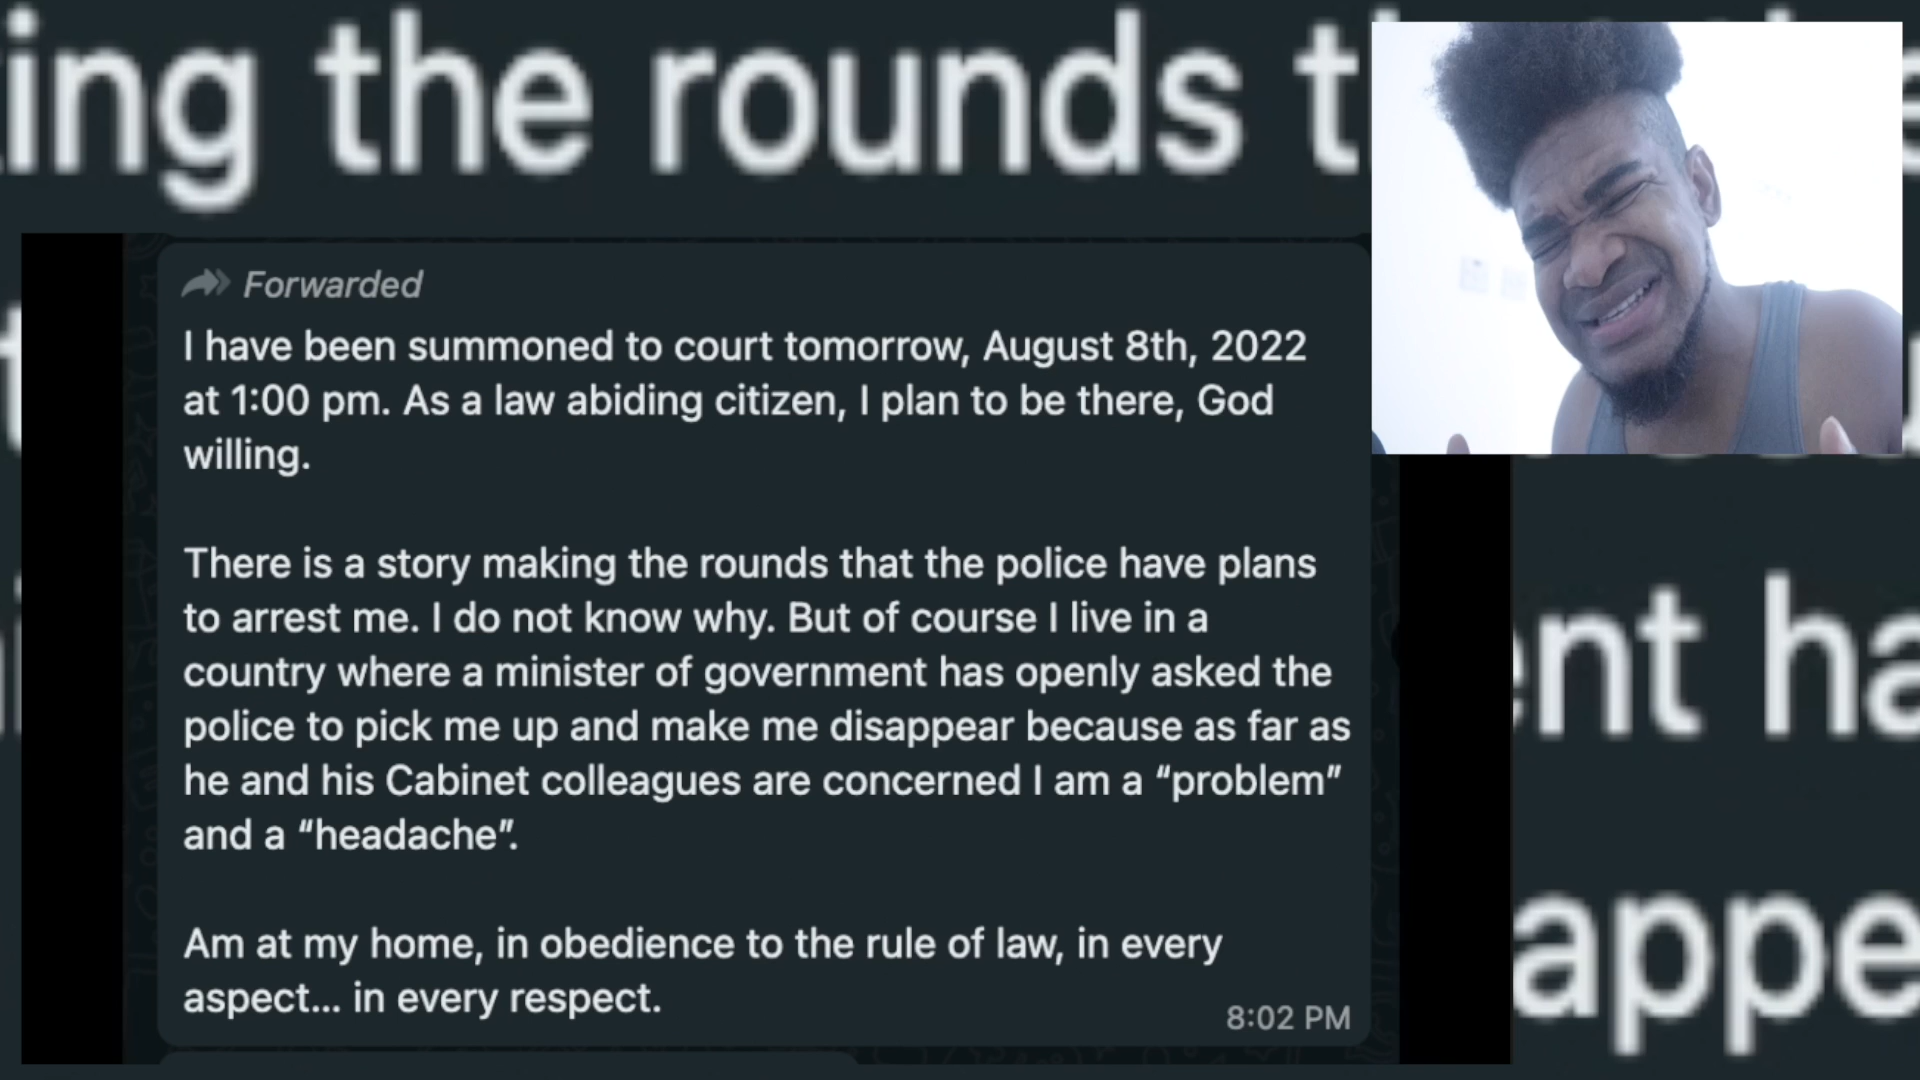 ing the rounds t
Forwarded
I have been summoned to court tomorrow, August 8th, 2022
at 1:00 pm. As a law abiding citizen, I plan to be there, God
willing.
There is a story making the rounds that the police have plans
to arrest me. I do not know why. But of course I live in a
country where a minister of government has openly asked the
police to pick me up and make me disappear because as far as
he and his Cabinet colleagues are concerned I am a “problem”
and a “headache”.
Am at my home, in obedience to the rule of law, in every
aspect... in every respect.
8:02 PM
ent ha
appe